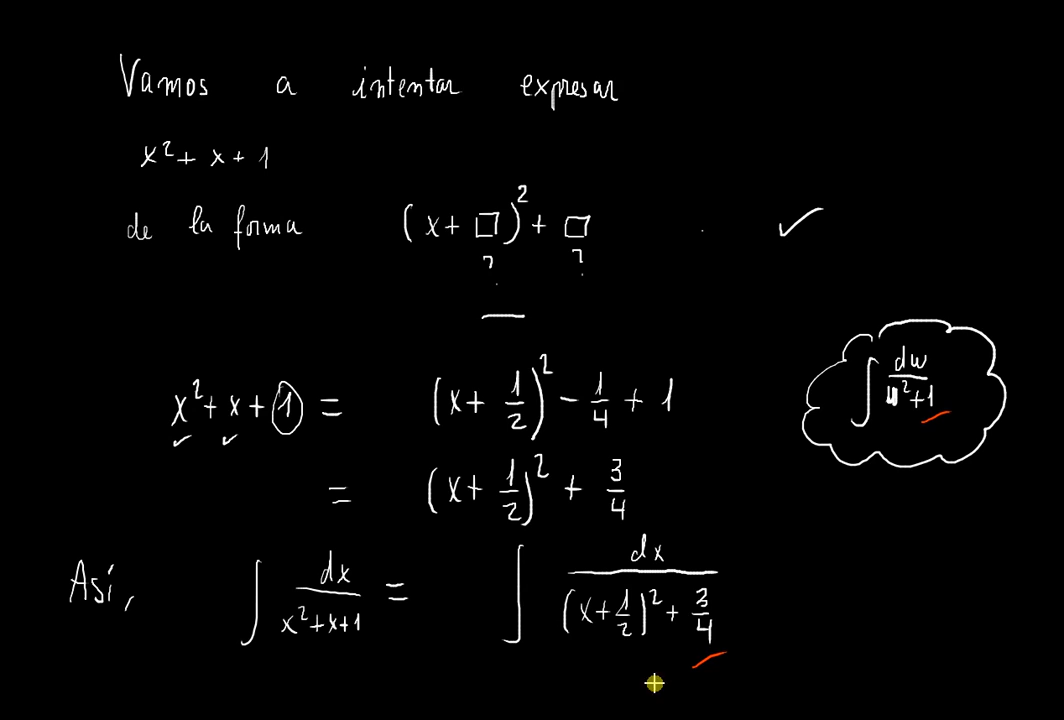 Vamos a intentar expresar
x² + x + 1
de la forma (x + □)² + □
? ?
x² + x + 1 = (x + 1/2)² - 1/4 + 1
∫ du/(u² + 1)
= (x + 1/2)² + 3/4
Así, ∫ dx/(x² + x + 1) = ∫ dx/((x + 1/2)² + 3/4)